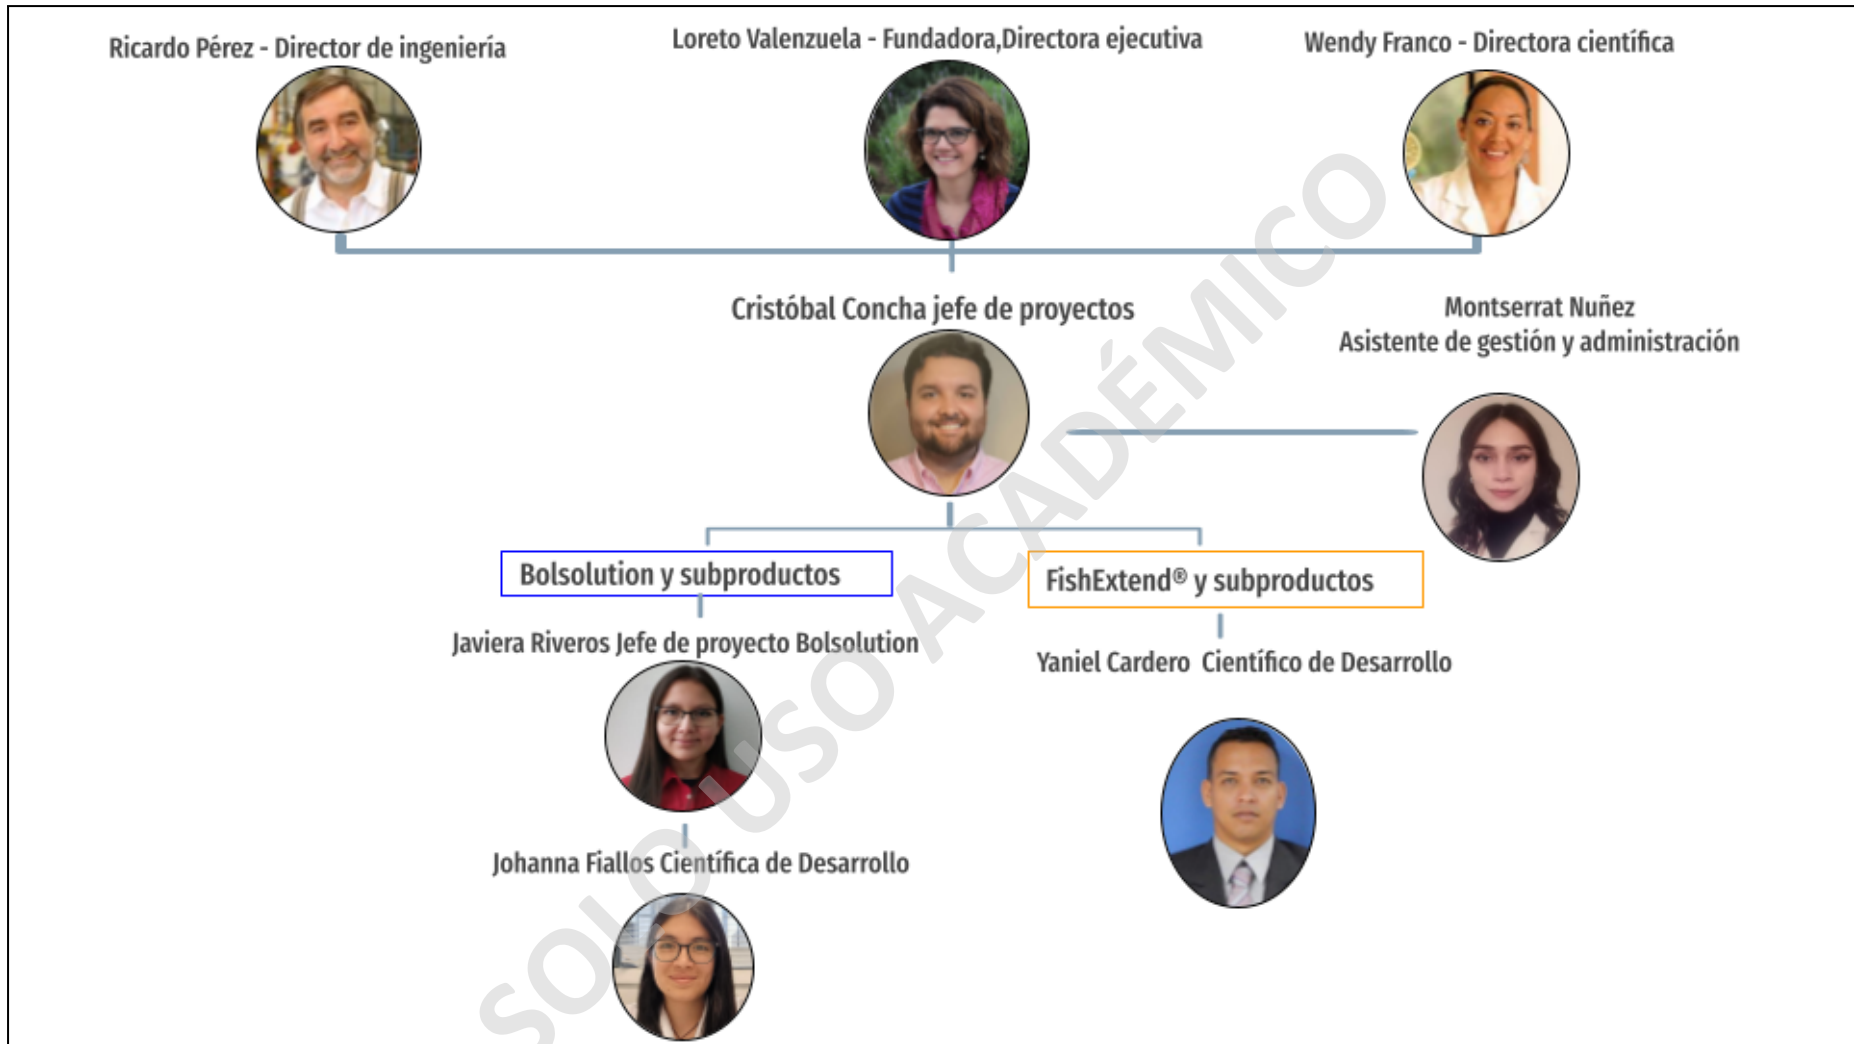 Ricardo Pérez - Director de ingeniería
Loreto Valenzuela - Fundadora,Directora ejecutiva
Wendy Franco - Directora científica
Cristóbal Concha jefe de proyectos
Montserrat Nuñez
Asistente de gestión y administración
Bolsolution y subproductos
FishExtend® y subproductos
Javiera Riveros Jefe de proyecto Bolsolution
Yaniel Cardero Científico de Desarrollo
Johanna Fiallos Científica de Desarrollo
SOLO USO ACADÉMICO